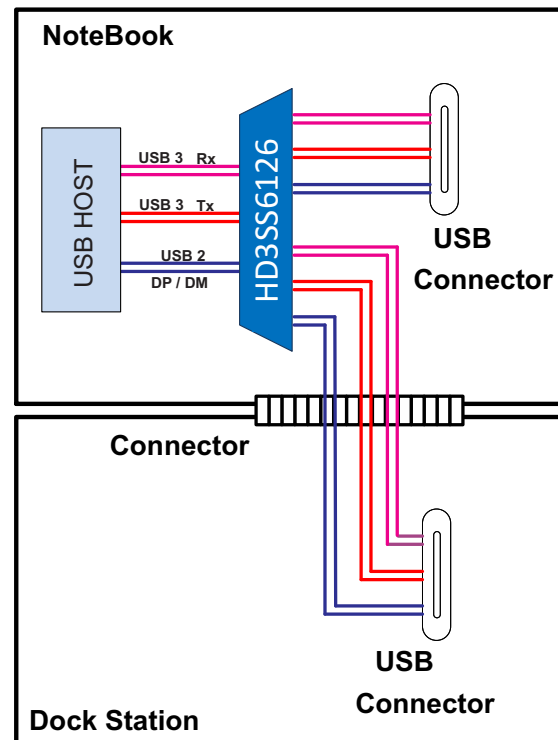 NoteBook
USB HOST
USB 3 Rx
USB 3 Tx
USB 2
DP / DM
HD3SS6126
USB
Connector
Connector
USB
Connector
Dock Station